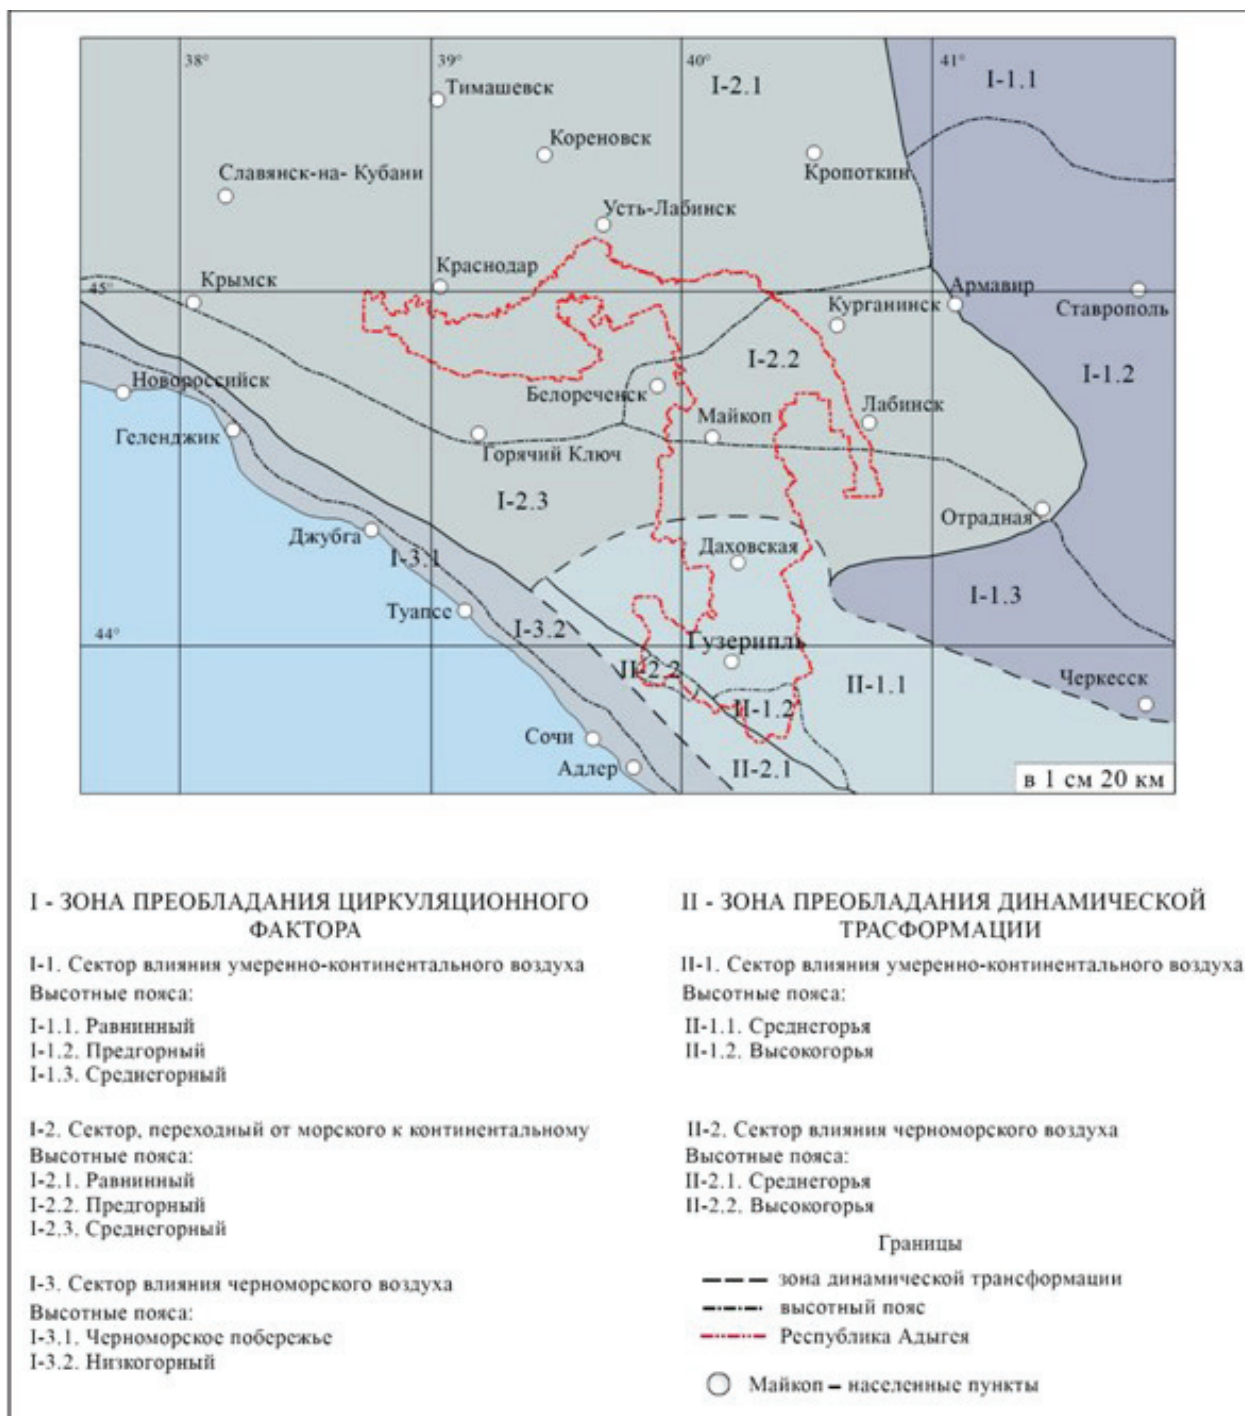 38°
39°
40°
41°
I-2.1
I-1.1
Тимашевск
Кореновск
Кропоткин
Славянск-на- Кубани
Усть-Лабинск
Краснодар
Крымск
45°
Армавир
Курганинск
Ставрополь
I-2.2
I-1.2
Новороссийск
Белореченск
Майкоп
Лабинск
Геленджик
Горячий Ключ
I-2.3
Отрадная
Джубга
Даховская
I-3.1
I-1.3
Туапсе
I-3.2
44°
Гузерипль
II-2.2
II-1.1
Черкесск
II-1.2
Сочи
Адлер
II-2.1
в 1 см 20 км
I - ЗОНА ПРЕОБЛАДАНИЯ ЦИРКУЛЯЦИОННОГО
ФАКТОРА
I-1. Сектор влияния умеренно-континентального воздуха
Высотные пояса:
I-1.1. Равнинный
I-1.2. Предгорный
I-1.3. Среднегорный
I-2. Сектор, переходный от морского к континентальному
Высотные пояса:
I-2.1. Равнинный
I-2.2. Предгорный
I-2.3. Среднегорный
I-3. Сектор влияния черноморского воздуха
Высотные пояса:
I-3.1. Черноморское побережье
I-3.2. Низкогорный
II - ЗОНА ПРЕОБЛАДАНИЯ ДИНАМИЧЕСКОЙ
ТРАСФОРМАЦИИ
II-1. Сектор влияния умеренно-континентального воздуха
Высотные пояса:
II-1.1. Среднегорья
II-1.2. Высокогорья
II-2. Сектор влияния черноморского воздуха
Высотные пояса:
II-2.1. Среднегорья
II-2.2. Высокогорья
Границы
зона динамической трансформации
высотный пояс
Республика Адыгея
Майкоп – населенные пункты